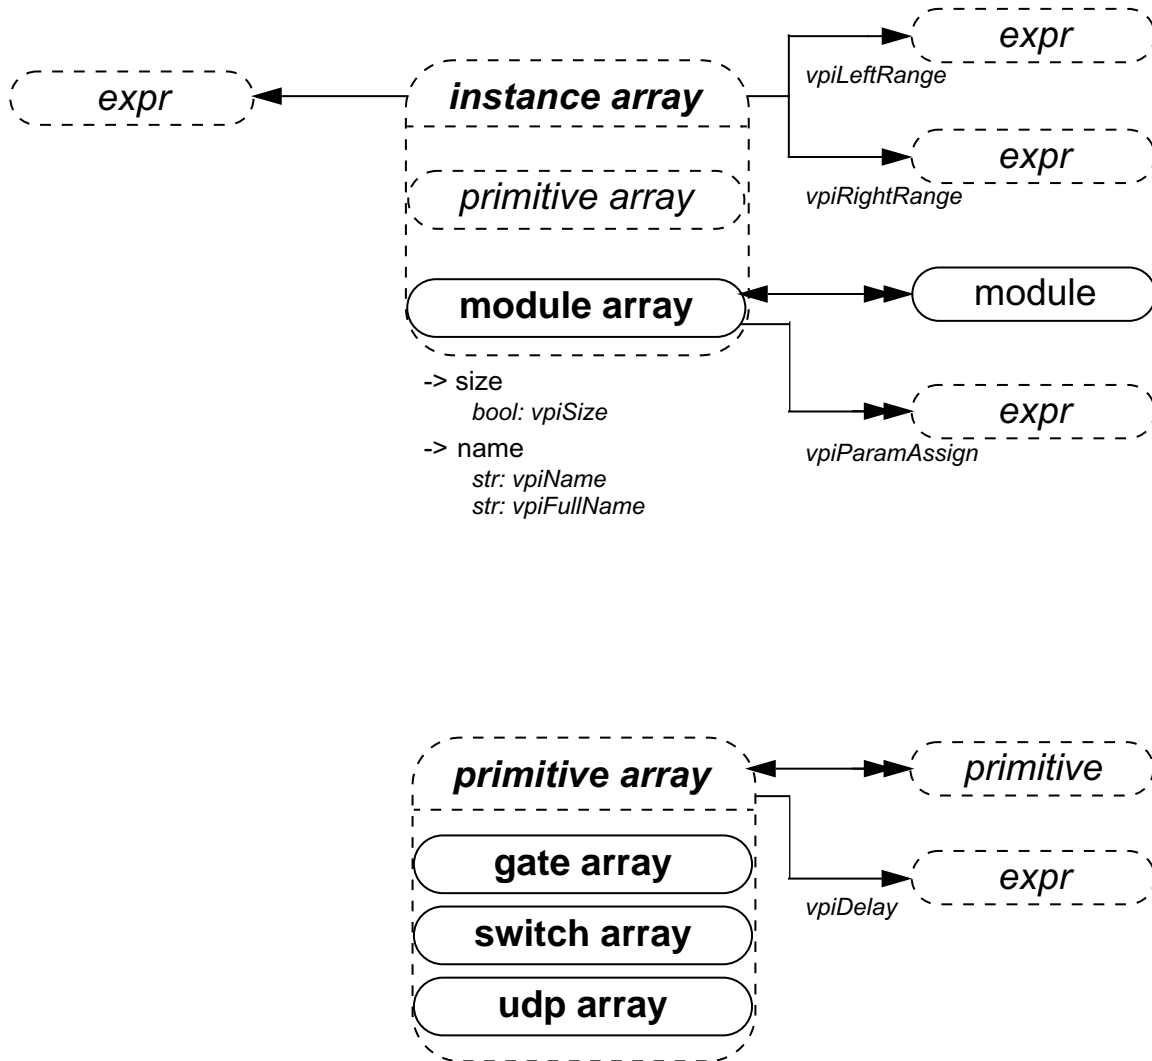 expr
instance array
expr
vpiLeftRange
expr
vpiRightRange
primitive array
module array
module
expr
vpiParamAssign
-> size
bool: vpiSize
-> name
str: vpiName
str: vpiFullName
primitive array
primitive
expr
vpiDelay
gate array
switch array
udp array